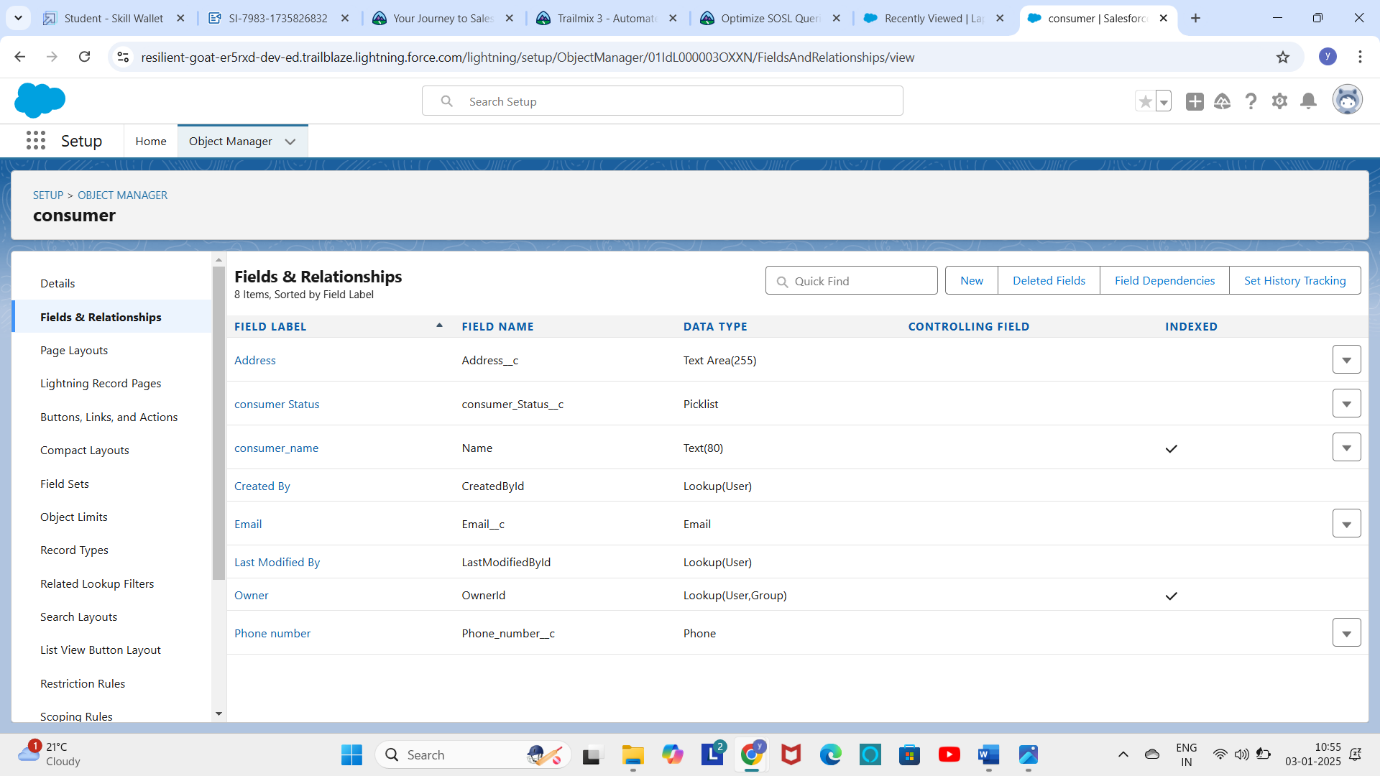 Student - Skill Wallet
SI-7983-1735826832
Your Journey to Sales
Trailmix 3 - Automat
Optimize SOSL Quer
Recently Viewed | La
consumer | Salesforc
resilient-goat-er5rxd-dev-ed.trailblaze.lightning.force.com/lightning/setup/ObjectManager/01IdL000003OXXN/FieldsAndRelationships/view
y
Search Setup
Setup
Home
Object Manager
SETUP > OBJECT MANAGER
consumer
Details
Fields & Relationships
Page Layouts
Lightning Record Pages
Buttons, Links, and Actions
Compact Layouts
Field Sets
Object Limits
Record Types
Related Lookup Filters
Search Layouts
List View Button Layout
Restriction Rules
Scoping Rules
Fields & Relationships
8 Items, Sorted by Field Label
Quick Find
New
Deleted Fields
Field Dependencies
Set History Tracking
FIELD LABEL FIELD NAME DATA TYPE CONTROLLING FIELD INDEXED
Address Address__c Text Area(255)
consumer Status consumer_Status__c Picklist
consumer_name Name Text(80)
Created By CreatedById Lookup(User)
Email Email__c Email
Last Modified By LastModifiedById Lookup(User)
Owner OwnerId Lookup(User,Group)
Phone number Phone_number__c Phone
1
21°C
Cloudy
Search
L
2
y
W
ENG
IN
10:55
03-01-2025